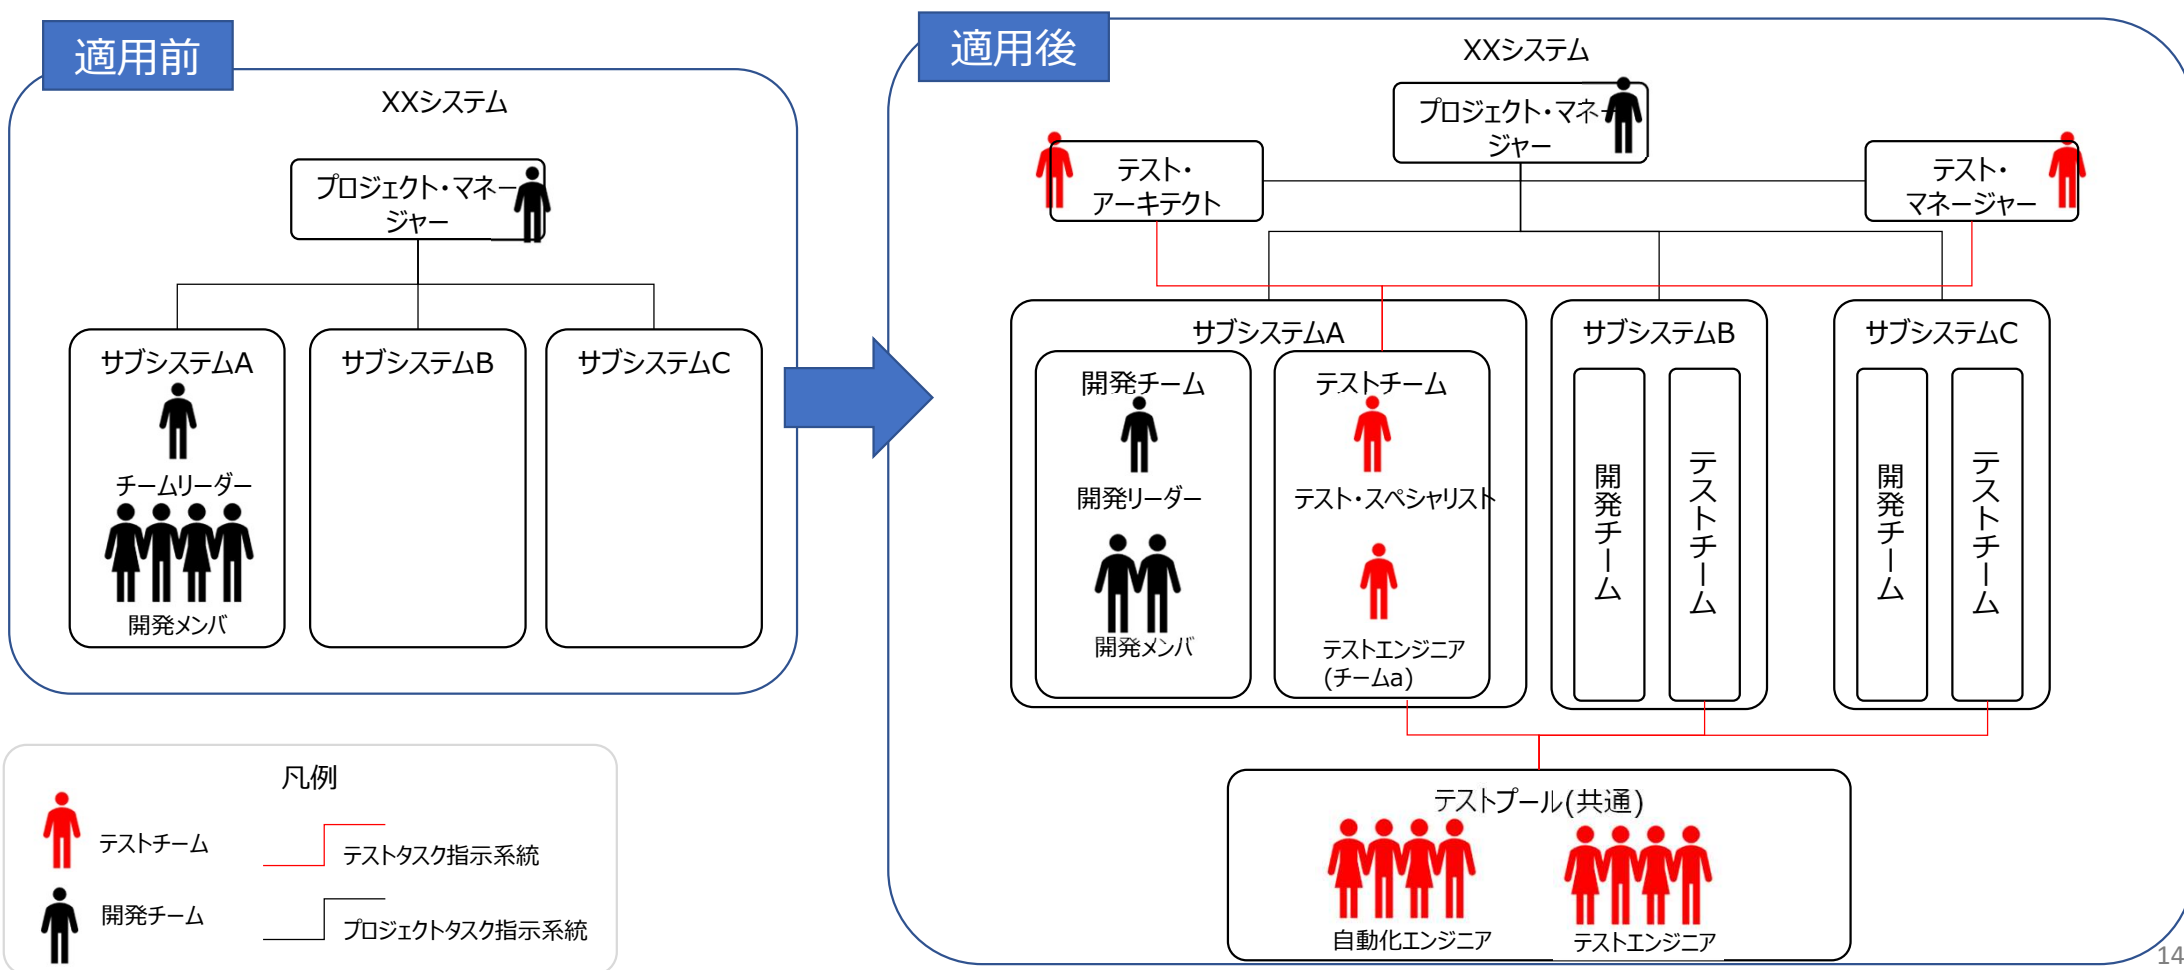 適用前
XXシステム
プロジェクト・マネー
ジャー
サブシステムA
チームリーダー
開発メンバ
サブシステムB
サブシステムC
適用後
XXシステム
プロジェクト・マネー
ジャー
テスト・
アーキテクト
テスト・
マネージャー
サブシステムA
開発チーム
開発リーダー
開発メンバ
テストチーム
テスト・スペシャリスト
テストエンジニア
(チームa)
サブシステムB
開発チーム
テストチーム
サブシステムC
開発チーム
テストチーム
テストプール(共通)
自動化エンジニア
テストエンジニア
凡例
テストチーム
テストタスク指示系統
開発チーム
プロジェクトタスク指示系統
14